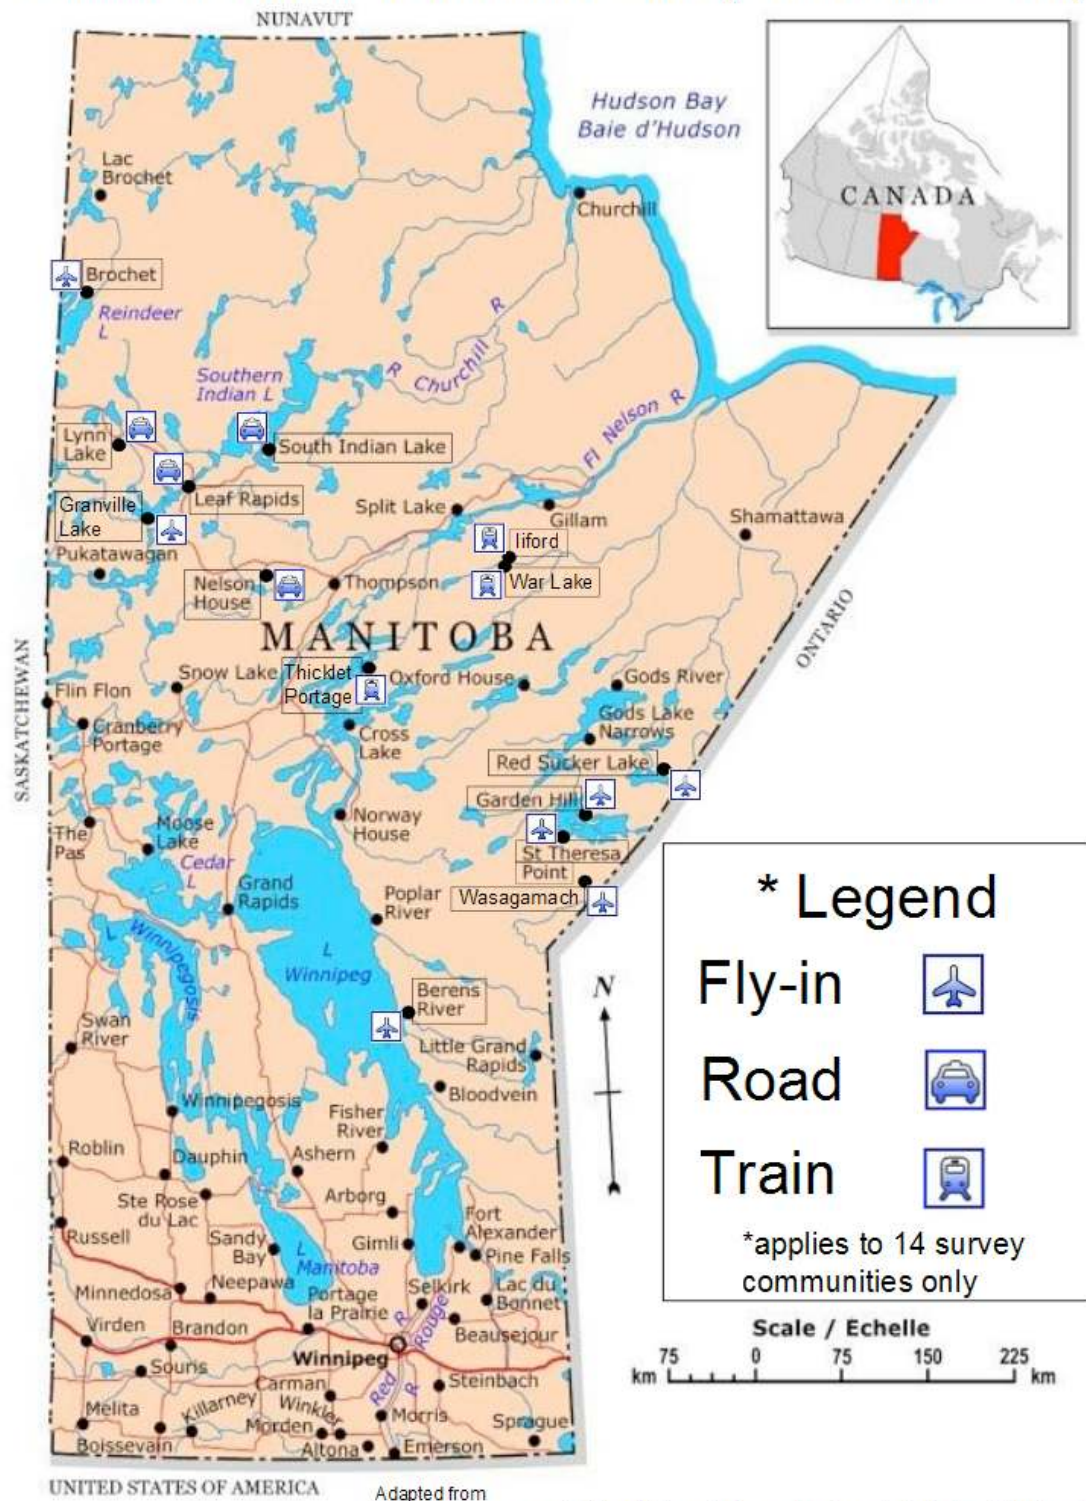 NUNAVUT
Hudson Bay
Baie d'Hudson
CANADA
Lac
Brochet
Churchill
Brochet
Reindeer
L
R
Churchill
R
Southern
Indian L
Fl Nelson R
Lynn
Lake
South Indian Lake
Leaf Rapids
Granville
Lake
Split Lake
Gillam
Shamattawa
Pukatawagan
Iiford
Nelson
House
Thompson
War Lake
MANITOBA
ONTARIO
SASKATCHEWAN
Snow Lake
Thicklet
Portage
Oxford House
Gods River
Flin Flon
Cranberry
Portage
Cross
Lake
Gods Lake
Narrows
Red Sucker Lake
Garden Hill
The
Pas
Moose
Lake
Norway
House
St Theresa
Point
Cedar
L
Grand
Rapids
Poplar
River
Wasagamach
L Winnipegosis
L
Winnipeg
Berens
River
Swan
River
Little Grand
Rapids
Bloodvein
Winnipegosis
Fisher
River
Roblin
Dauphin
Ashern
Ste Rose
du Lac
Arborg
Fort
Alexander
Russell
Sandy
Bay
Gimli
Pine Falls
L
Manitoba
Minnedosa
Neepawa
Portage
la Prairie
Selkirk
Lac du
Bonnet
R
Rouge
Virden
Brandon
Beausejour
Winnipeg
Souris
Carman
Red
R
Steinbach
Melita
Killarney
Winkler
Morden
Morris
Sprague
Boissevain
Altona
Emerson
UNITED STATES OF AMERICA
Adapted from
N
* Legend
Fly-in
Road
Train
*applies to 14 survey
communities only
Scale / Echelle
75 0 75 150 225
km km